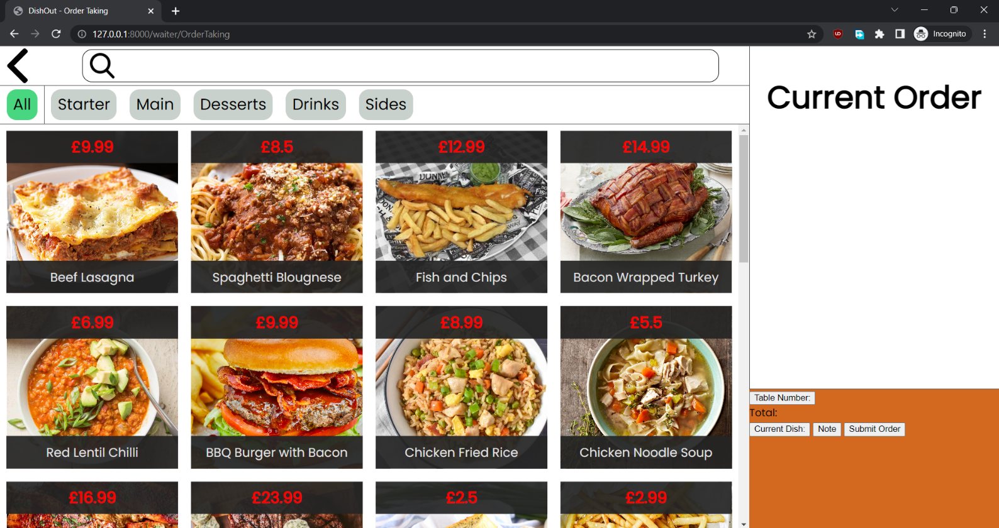 DishOut - Order Taking
127.0.0.1:8000/waiter/OrderTaking
Incognito
All
Starter
Main
Desserts
Drinks
Sides
Current Order
£9.99
£8.5
£12.99
£14.99
Beef Lasagna
Spaghetti Blougnese
Fish and Chips
Bacon Wrapped Turkey
£6.99
£9.99
£8.99
£5.5
Red Lentil Chilli
BBQ Burger with Bacon
Chicken Fried Rice
Chicken Noodle Soup
£16.99
£23.99
£2.5
£2.99
Table Number:
Total:
Current Dish:
Note
Submit Order